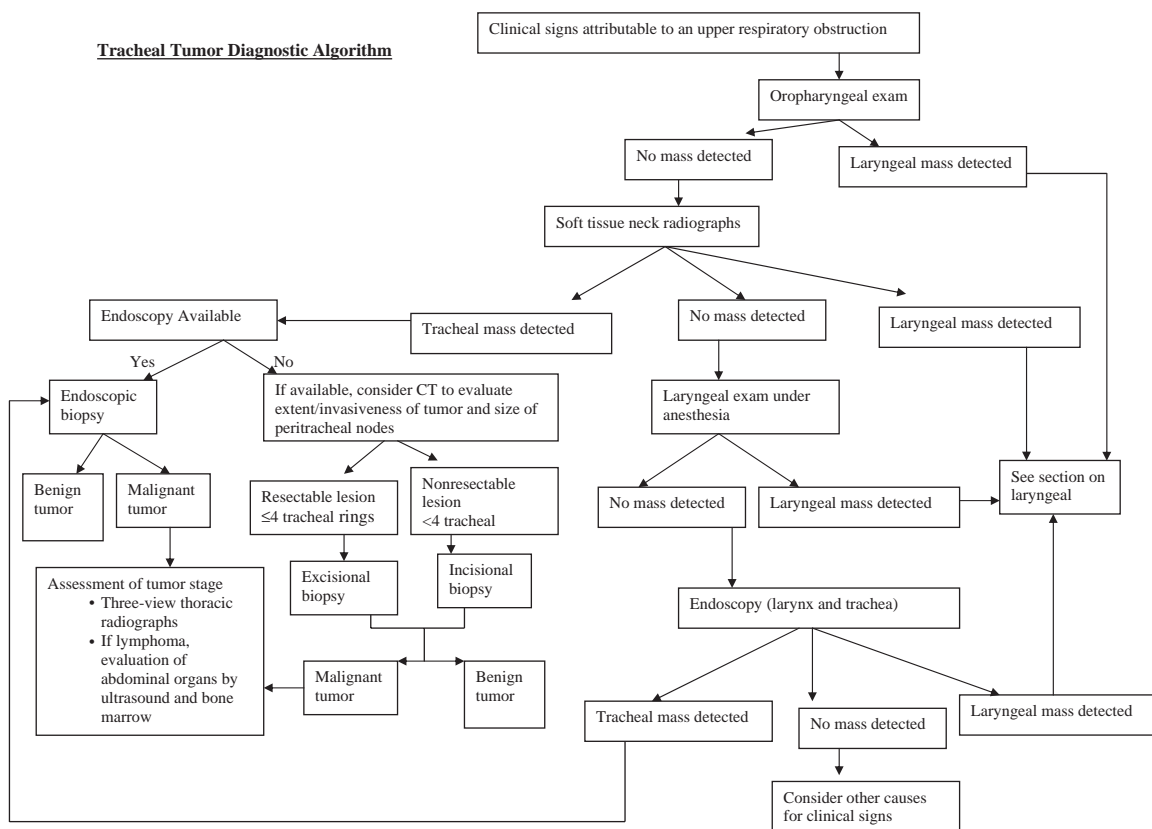 Clinical signs attributable to an upper respiratory obstruction
Tracheal Tumor Diagnostic Algorithm
Oropharyngeal exam
No mass detected
Laryngeal mass detected
Soft tissue neck radiographs
Endoscopy Available
Tracheal mass detected
No mass detected
Laryngeal mass detected
Yes
No
Endoscopic
biopsy
If available, consider CT to evaluate
extent/invasiveness of tumor and size of
peritracheal nodes
Laryngeal exam under
anesthesia
Benign
tumor
Malignant
tumor
Resectable lesion
≤4 tracheal rings
Nonresectable
lesion
<4 tracheal
No mass detected
Laryngeal mass detected
See section on
laryngeal
Assessment of tumor stage
• Three-view thoracic
radiographs
• If lymphoma,
evaluation of
abdominal organs by
ultrasound and bone
marrow
Excisional
biopsy
Incisional
biopsy
Endoscopy (larynx and trachea)
Malignant
tumor
Benign
tumor
Tracheal mass detected
No mass detected
Laryngeal mass detected
Consider other causes
for clinical signs